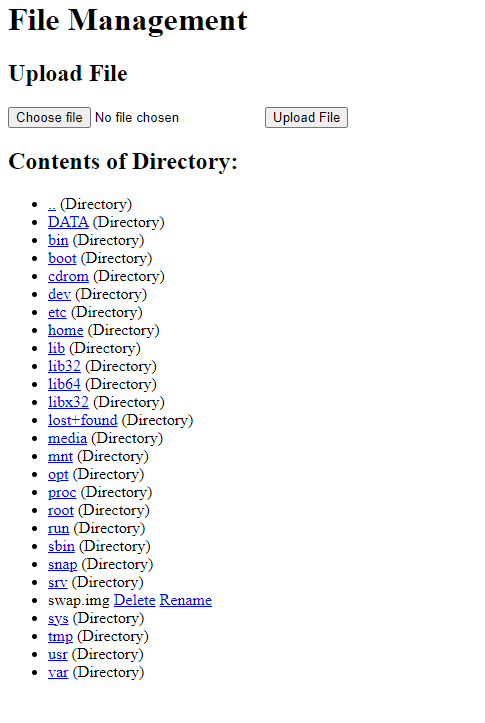 File Management
Upload File
Choose file No file chosen Upload File
Contents of Directory:
.. (Directory)
DATA (Directory)
bin (Directory)
boot (Directory)
cdrom (Directory)
dev (Directory)
etc (Directory)
home (Directory)
lib (Directory)
lib32 (Directory)
lib64 (Directory)
libx32 (Directory)
lost+found (Directory)
media (Directory)
mnt (Directory)
opt (Directory)
proc (Directory)
root (Directory)
run (Directory)
sbin (Directory)
snap (Directory)
srv (Directory)
swap.img Delete Rename
sys (Directory)
tmp (Directory)
usr (Directory)
var (Directory)